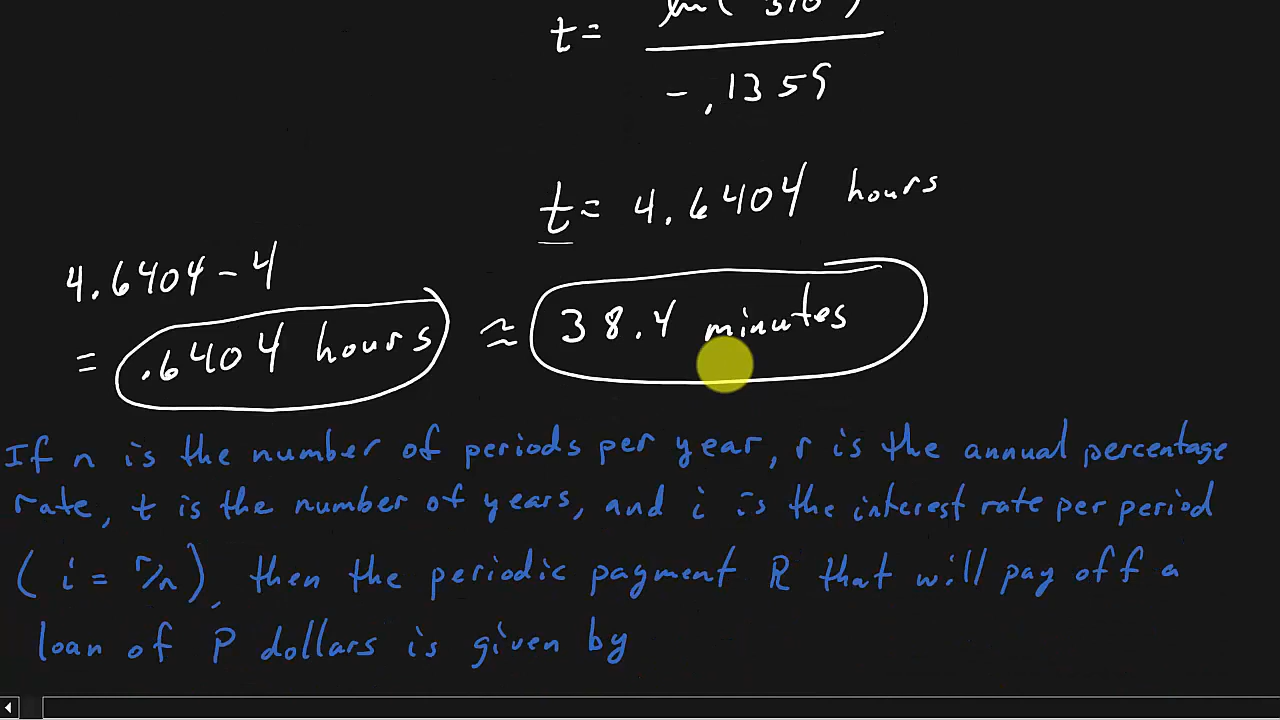 t =
- .1359
t = 4.6404 hours
4.6404 - 4
= .6404 hours ≈ 38.4 minutes
If n is the number of periods per year, r is the annual percentage
rate, t is the number of years, and i is the interest rate per period
( i = r/n ), then the periodic payment R that will pay off a
loan of P dollars is given by